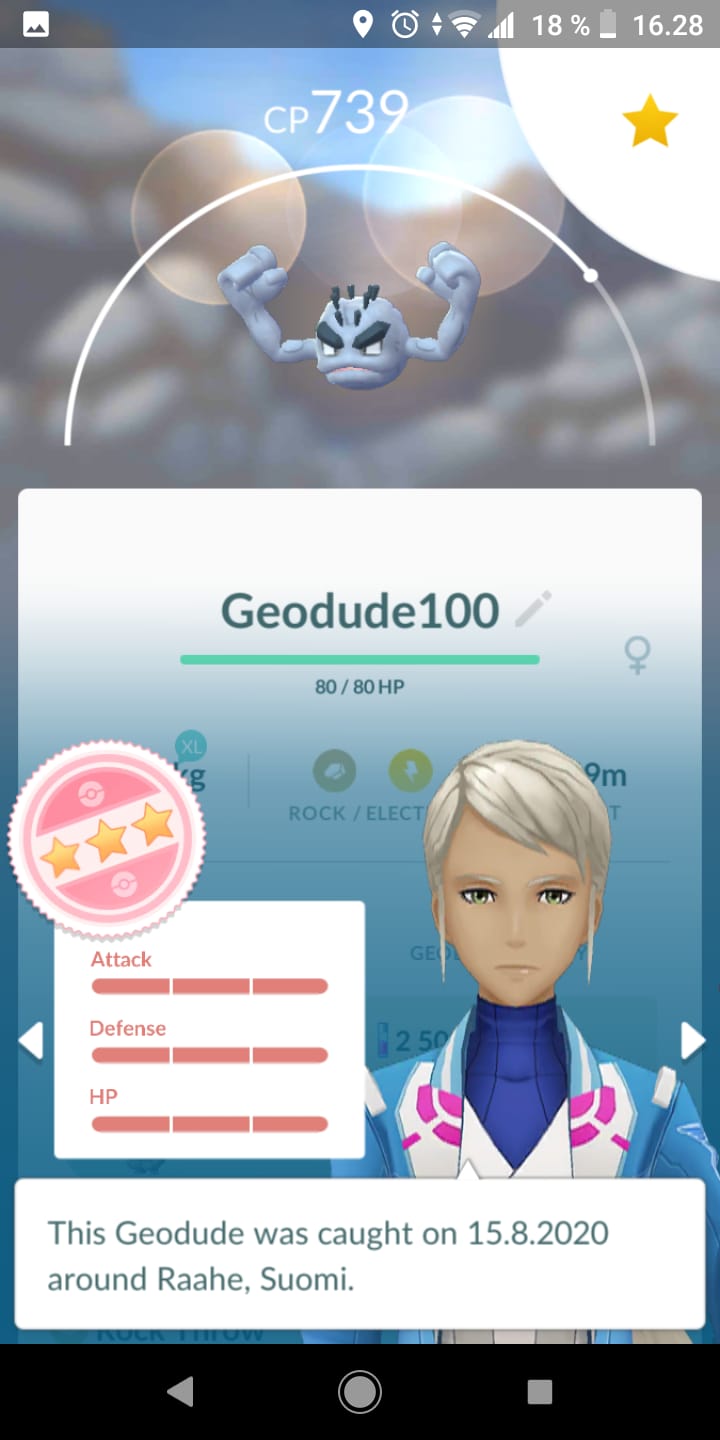 18 % 16.28
CP739
Geodude100
80 / 80 HP
XL
kg
9m
ROCK / ELECT
T
Attack
Defense
2 50
HP
This Geodude was caught on 15.8.2020
around Raahe, Suomi.
Rock Throw